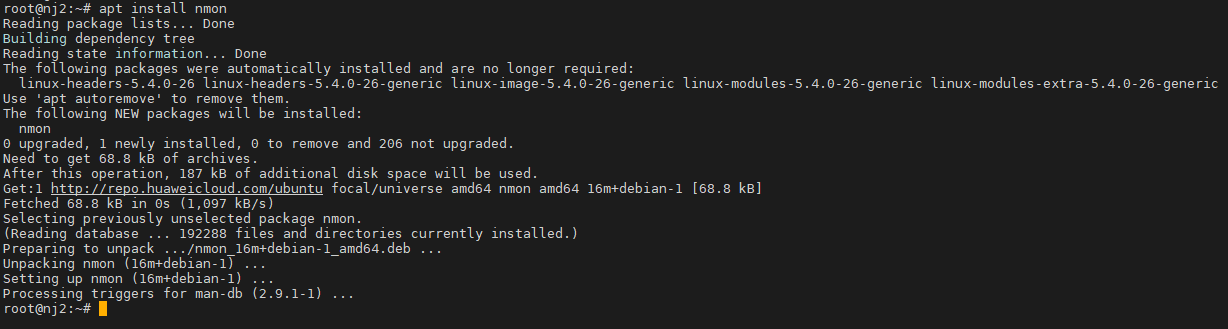 root@nj2:~# apt install nmon
Reading package lists... Done
Building dependency tree
Reading state information... Done
The following packages were automatically installed and are no longer required:
  linux-headers-5.4.0-26 linux-headers-5.4.0-26-generic linux-image-5.4.0-26-generic linux-modules-5.4.0-26-generic linux-modules-extra-5.4.0-26-generic
Use 'apt autoremove' to remove them.
The following NEW packages will be installed:
  nmon
0 upgraded, 1 newly installed, 0 to remove and 206 not upgraded.
Need to get 68.8 kB of archives.
After this operation, 187 kB of additional disk space will be used.
Get:1 http://repo.huaweicloud.com/ubuntu focal/universe amd64 nmon amd64 16m+debian-1 [68.8 kB]
Fetched 68.8 kB in 0s (1,097 kB/s)
Selecting previously unselected package nmon.
(Reading database ... 192288 files and directories currently installed.)
Preparing to unpack .../nmon_16m+debian-1_amd64.deb ...
Unpacking nmon (16m+debian-1) ...
Setting up nmon (16m+debian-1) ...
Processing triggers for man-db (2.9.1-1) ...
root@nj2:~#